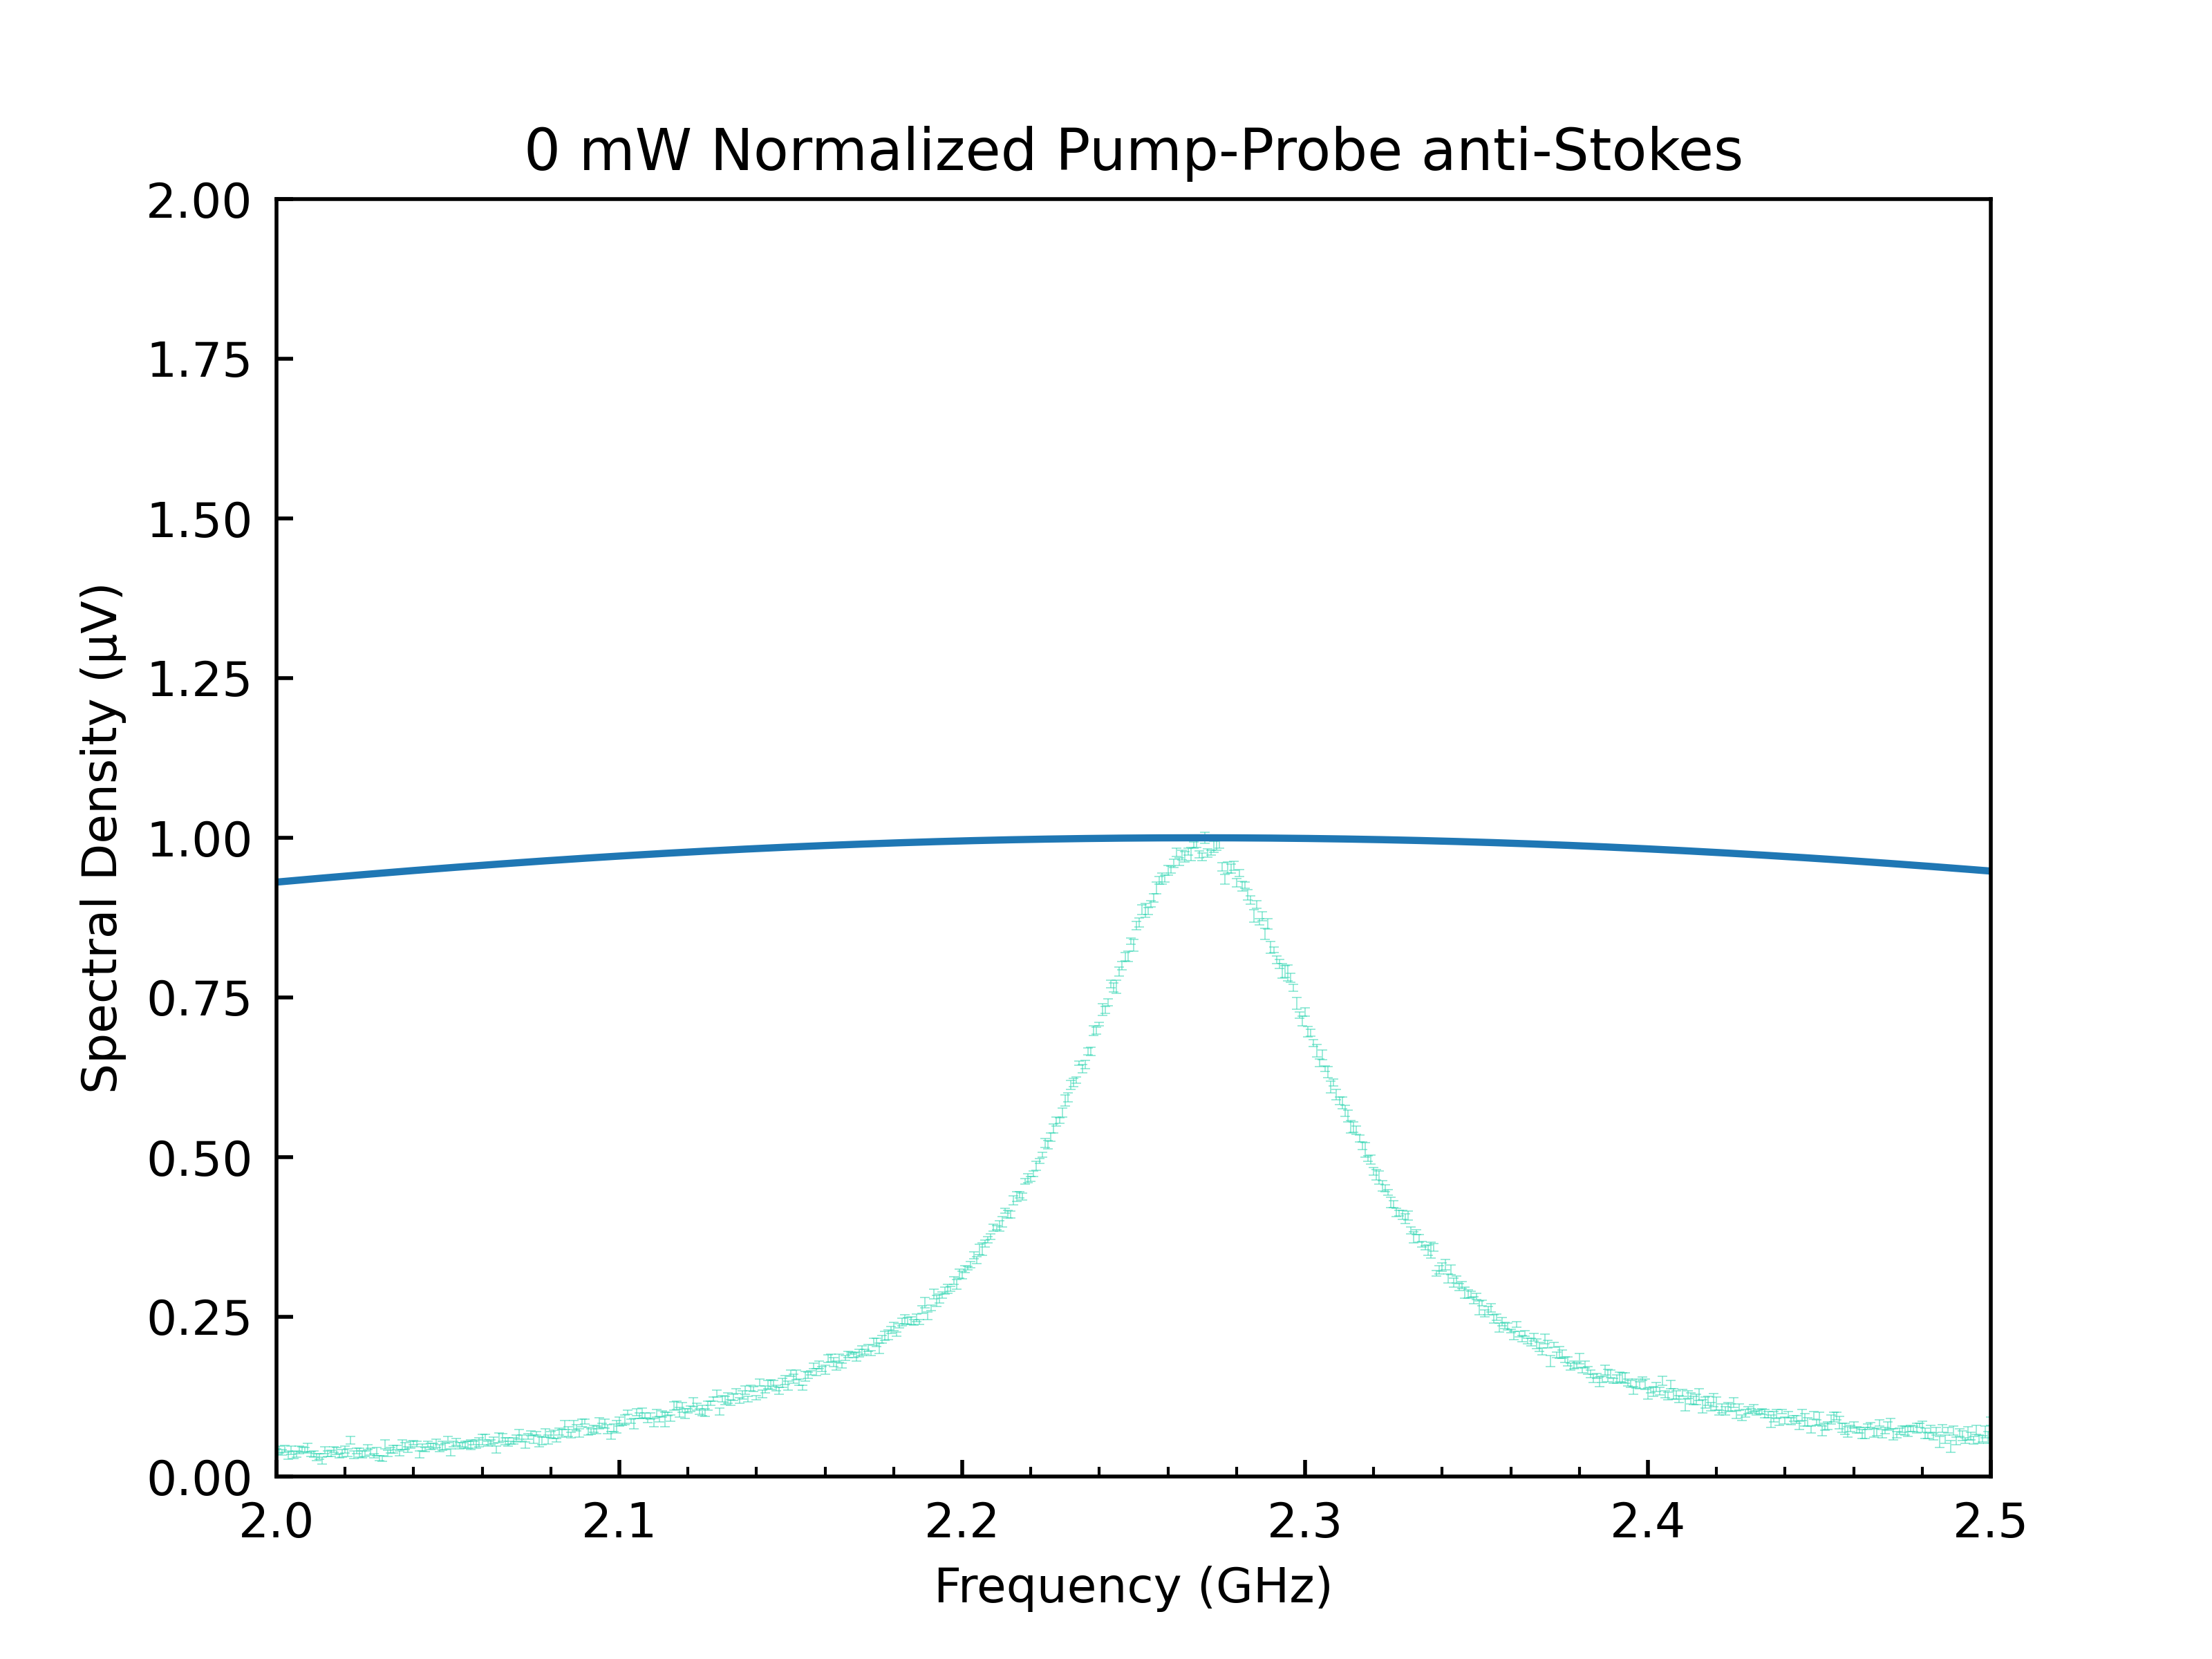 0 mW Normalized Pump-Probe anti-Stokes
2.00
1.75
1.50
1.25
1.00
0.75
0.50
0.25
0.00
Spectral Density (µV)
2.0 2.1 2.2 2.3 2.4 2.5
Frequency (GHz)